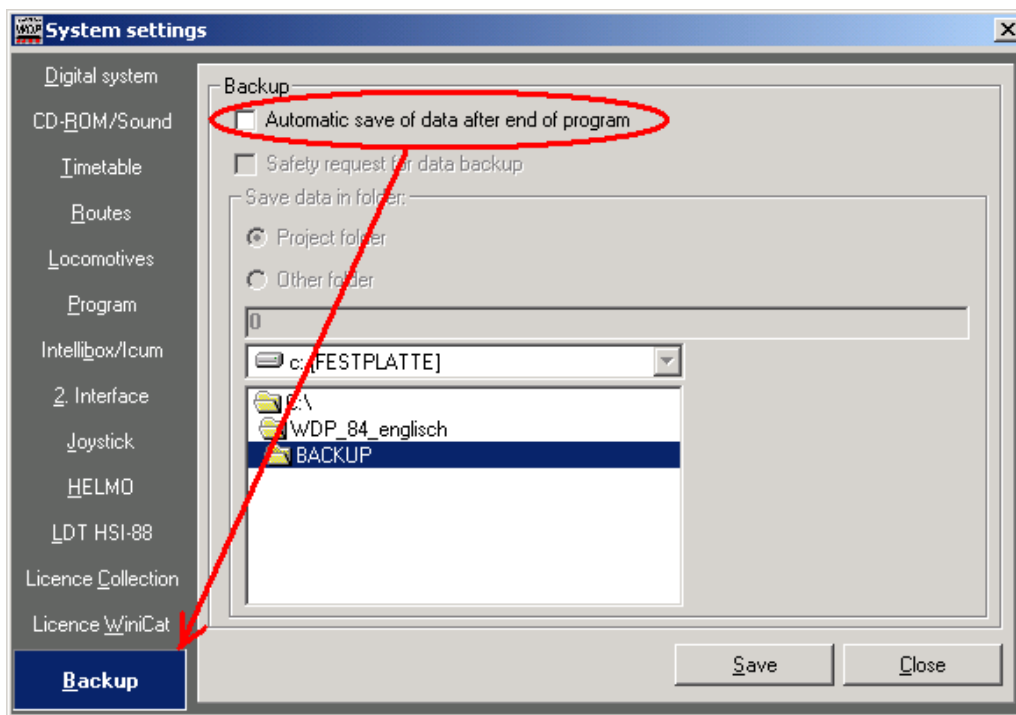 WDP System settings
Digital system
CD-ROM/Sound
Timetable
Routes
Locomotives
Program
Intellibox/Icum
2. Interface
Joystick
HELMO
LDT HSI-88
Licence Collection
Licence WiniCat
Backup
Backup
Automatic save of data after end of program
Safety request for data backup
Save data in folder:
Project folder
Other folder
0
c: [FESTPLATTE]
C:\
WDP_84_englisch
BACKUP
Save
Close